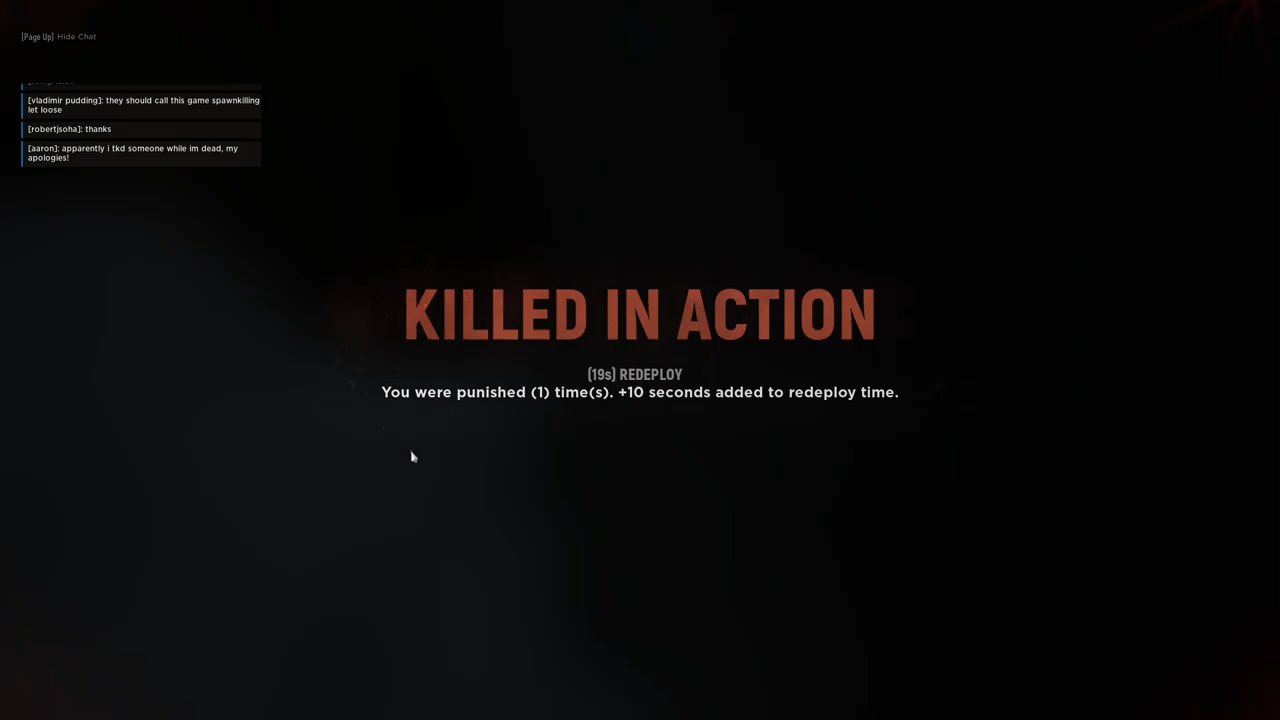 [Page Up] Hide Chat
[vladimir pudding]: they should call this game spawnkilling
let loose
[robertjsoha]: thanks
[aaron]: apparently i tkd someone while im dead, my
apologies!
KILLED IN ACTION
(19s) REDEPLOY
You were punished (1) time(s). +10 seconds added to redeploy time.